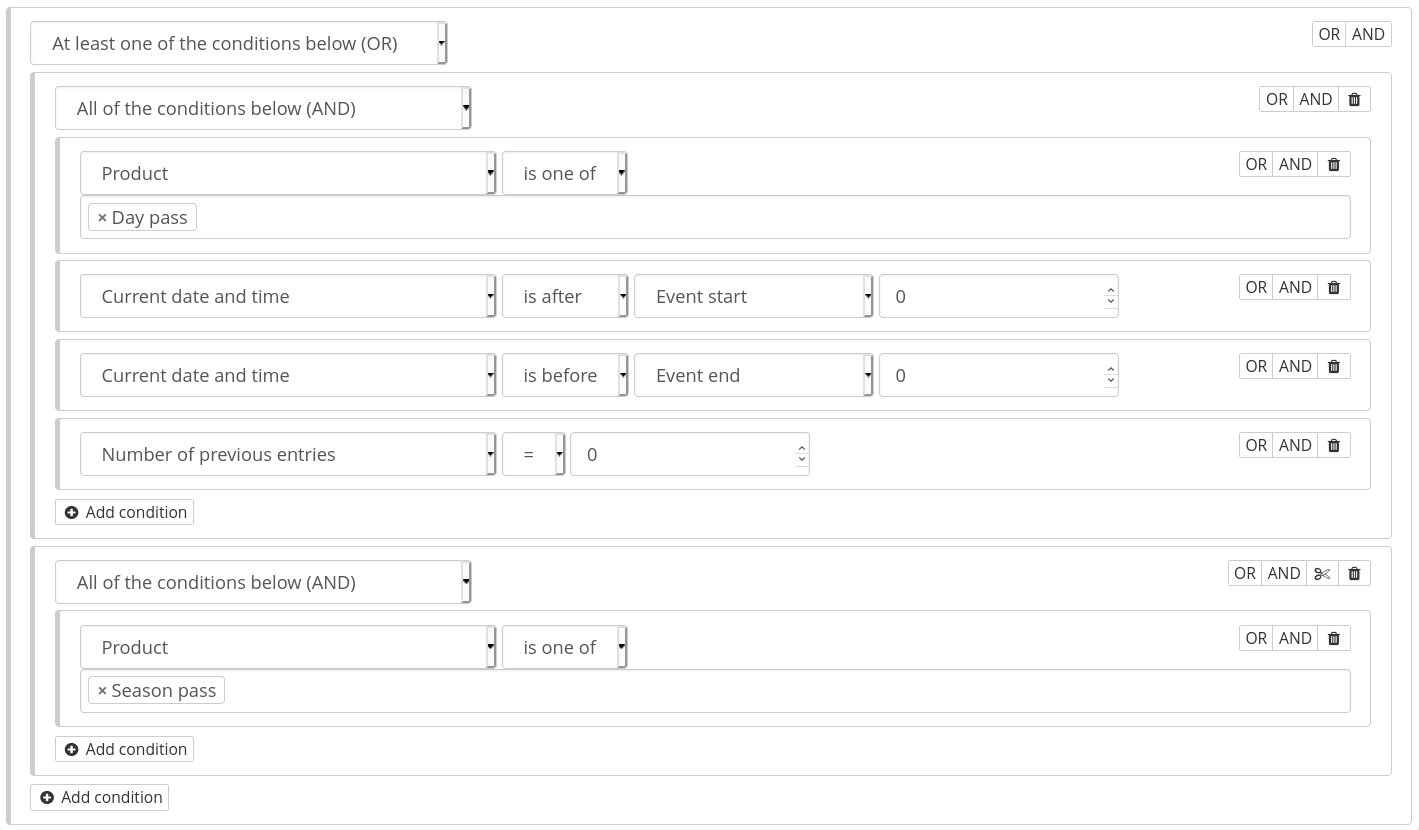 At least one of the conditions below (OR) OR AND
All of the conditions below (AND) OR AND
Product is one of OR AND
× Day pass
Current date and time is after Event start 0 OR AND
Current date and time is before Event end 0 OR AND
Number of previous entries = 0 OR AND
Add condition
All of the conditions below (AND) OR AND
Product is one of OR AND
× Season pass
Add condition
Add condition